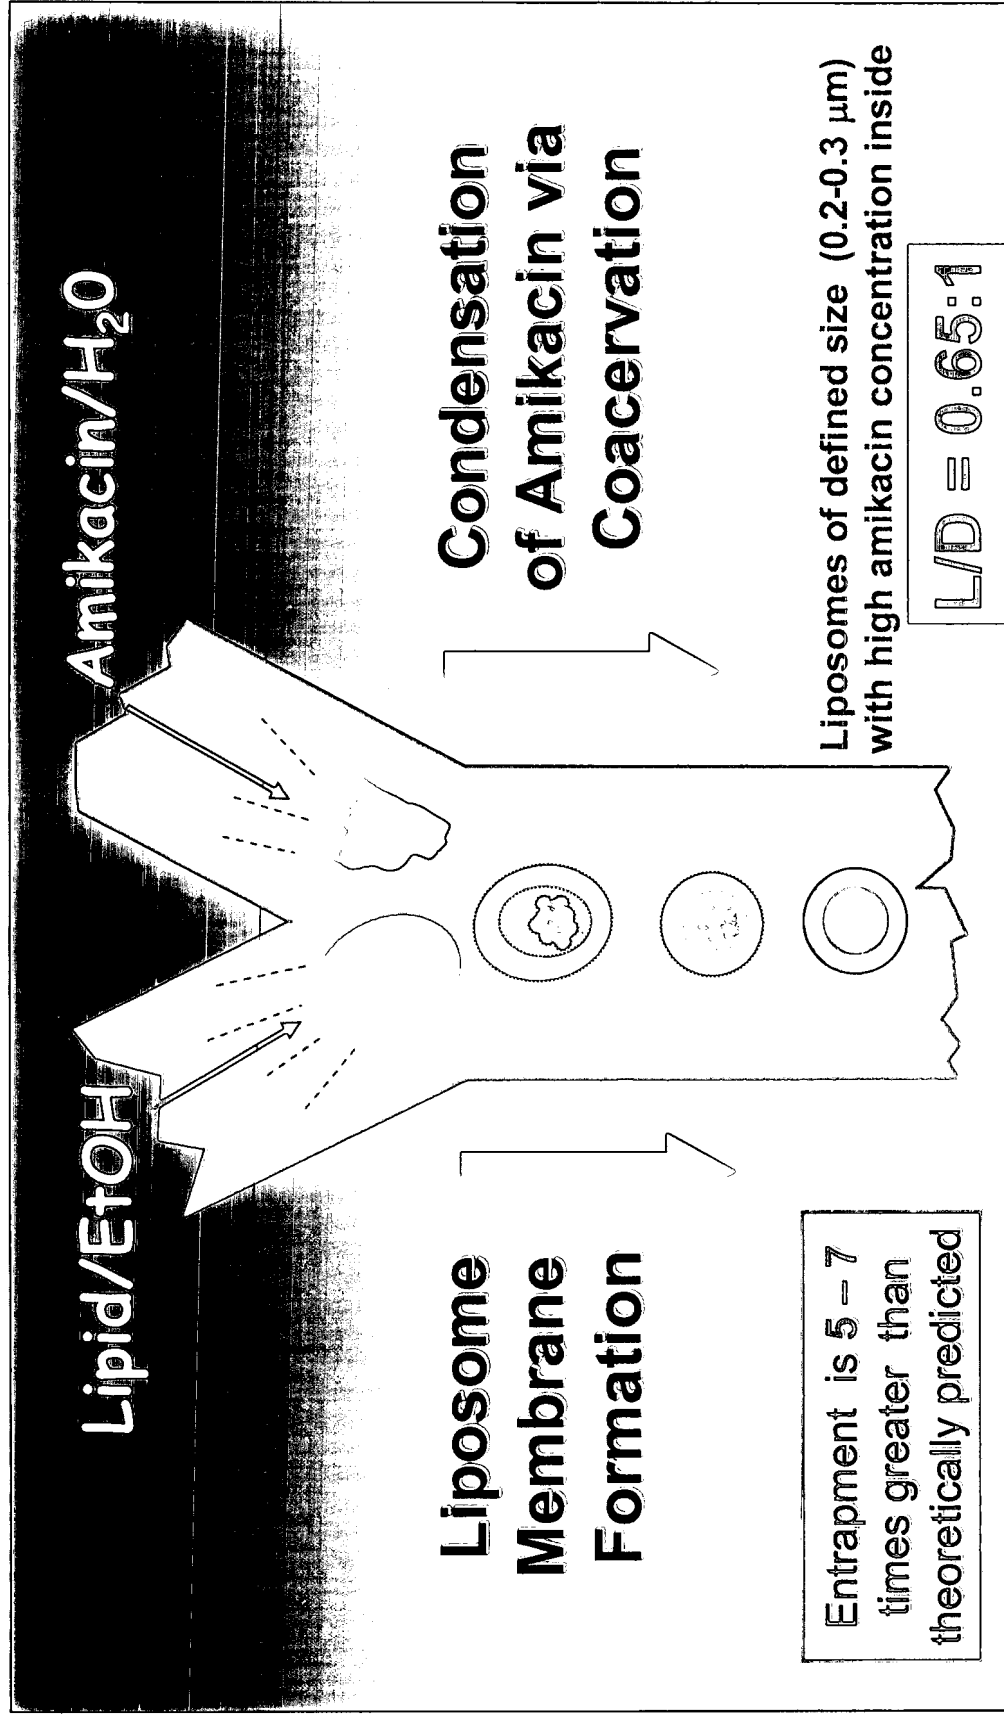 Lipid/EtOH
Amikacin/H₂O
Liposome
Membrane
Formation
Condensation
of Amikacin via
Coacervation
Entrapment is 5 – 7
times greater than
theoretically predicted
Liposomes of defined size (0.2-0.3 μm)
with high amikacin concentration inside
L/D = 0.65:1